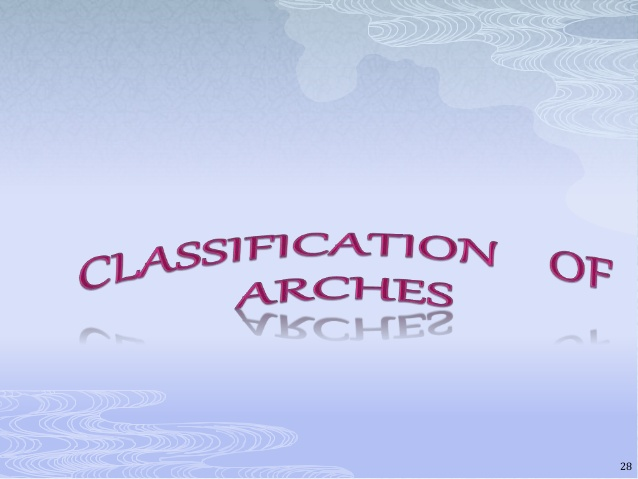 CLASSIFICATION OF
ARCHES
28